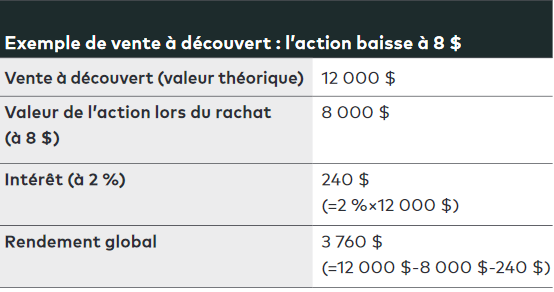 Exemple de vente à découvert : l’action baisse à 8 $
Vente à découvert (valeur théorique) 12 000 $
Valeur de l’action lors du rachat 8 000 $
(à 8 $)
Intérêt (à 2 %) 240 $
(=2 %×12 000 $)
Rendement global 3 760 $
(=12 000 $-8 000 $-240 $)